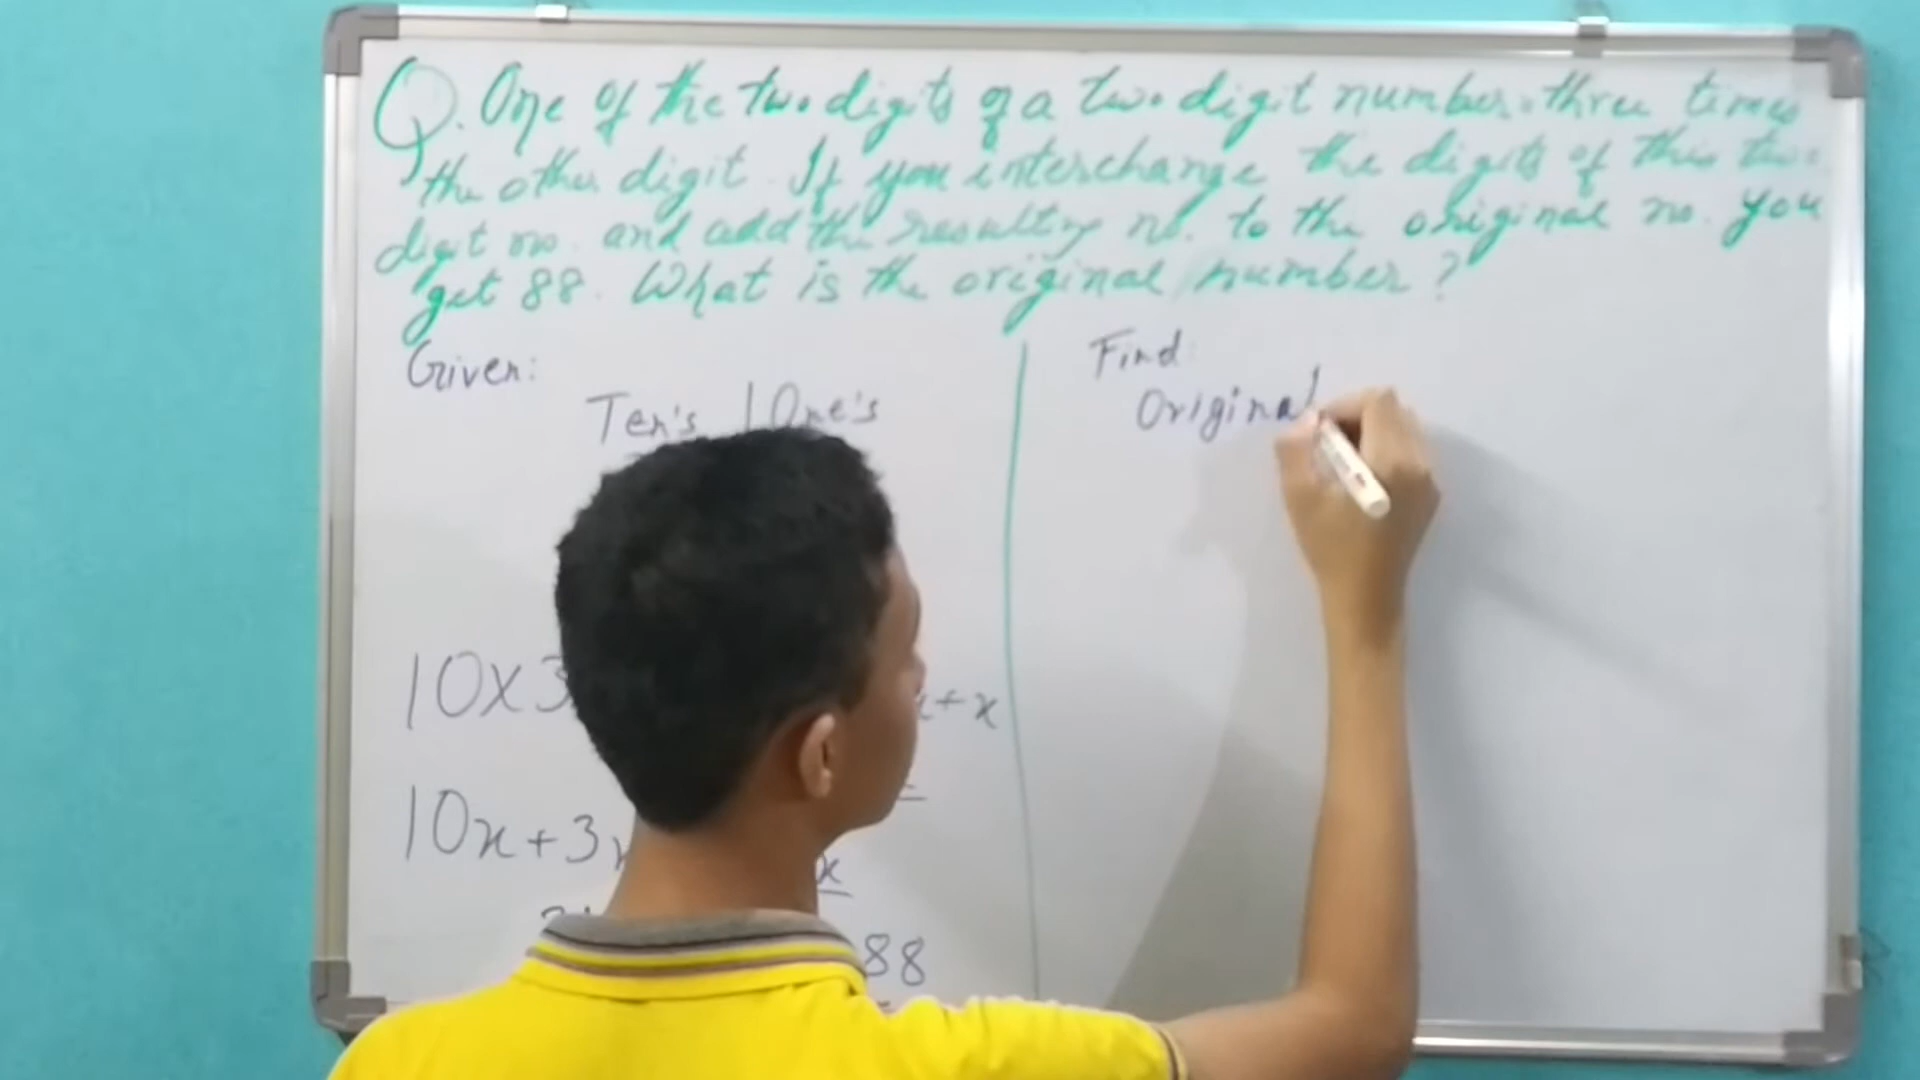 Q. One of the two digits of a two digit number is three times
the other digit. If you interchange the digits of this two
digit no. and add the resulting no. to the original no. you
get 88. What is the original number?
Given:
Ten's | One's
10x3
+ x
10x + 3
x
88
Find:
Original